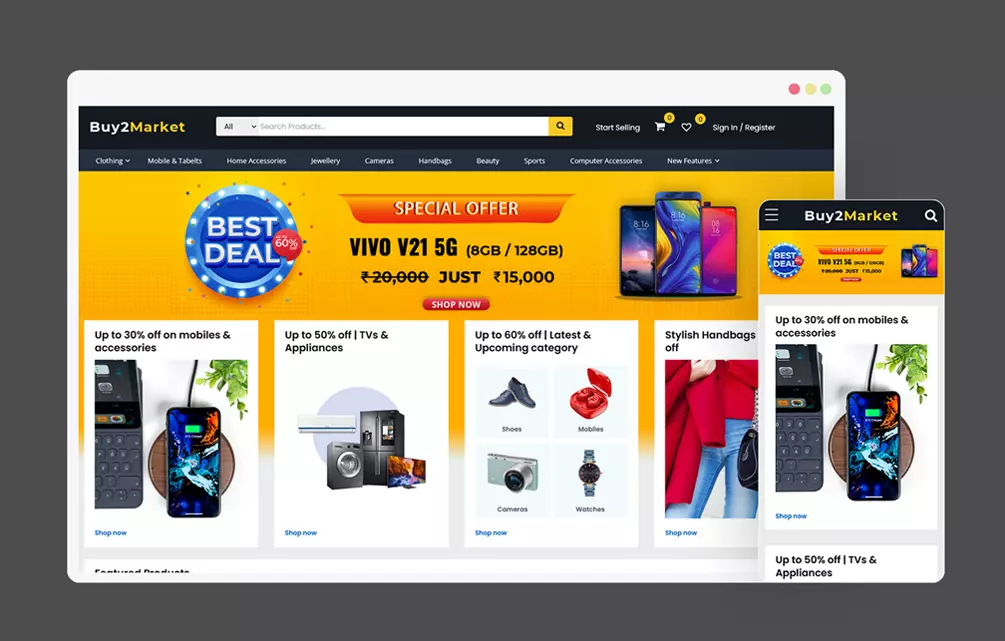 Buy2Market
All
Search Products...
Start Selling
0
0
Sign In / Register
Clothing
Mobile & Tabelts
Home Accessories
Jewellery
Cameras
Handbags
Beauty
Sports
Computer Accessories
New Features
BEST
DEAL
UP TO
60%
OFF
SPECIAL OFFER
VIVO V21 5G (8GB / 128GB)
₹20,000 JUST ₹15,000
SHOP NOW
Up to 30% off on mobiles &
accessories
Shop now
Up to 50% off | TVs &
Appliances
Shop now
Up to 60% off | Latest &
Upcoming category
Shoes
Mobiles
Cameras
Watches
Shop now
Stylish Handbags
off
Shop now
Featured Products
Buy2Market
BEST
DEAL
SPECIAL OFFER
VIVO V21 5G (8GB / 128GB)
₹20,000 JUST ₹15,000
SHOP NOW
Up to 30% off on mobiles &
accessories
Shop now
Up to 50% off | TVs &
Appliances